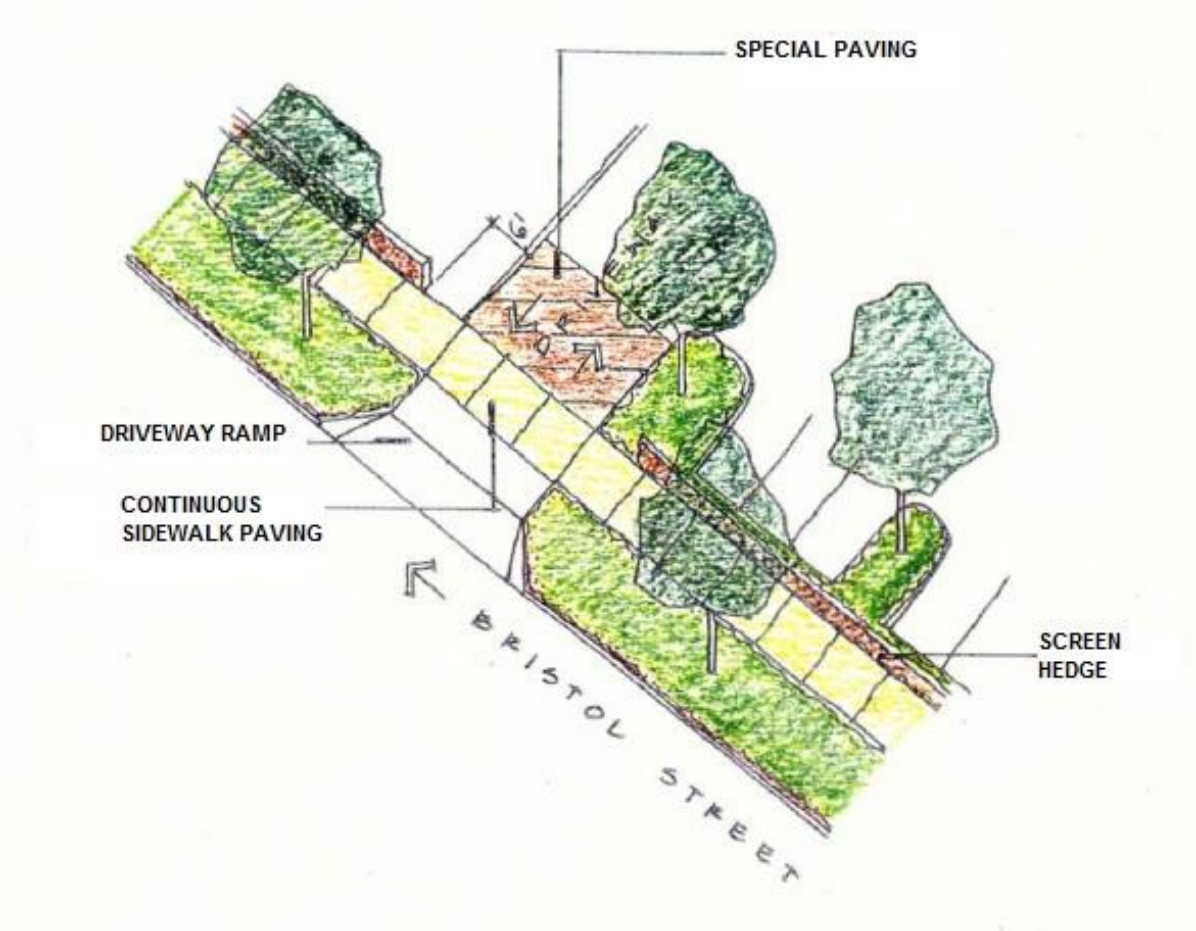 SPECIAL PAVING
DRIVEWAY RAMP
CONTINUOUS
SIDEWALK PAVING
BRISTOL STREET
SCREEN
HEDGE